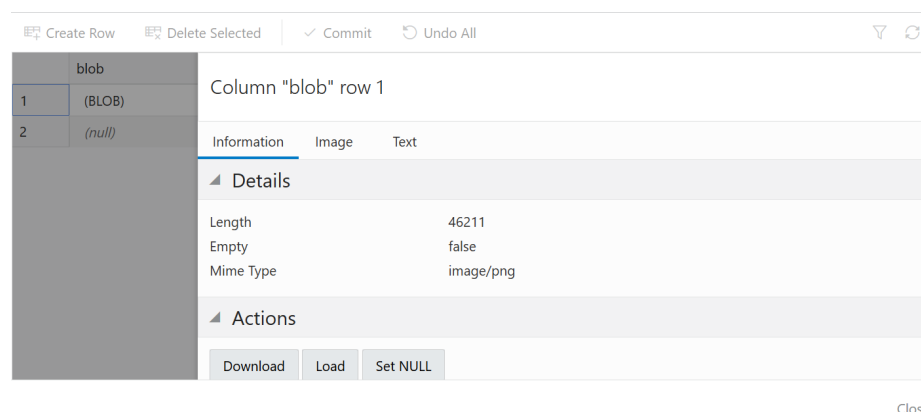 Create Row Delete Selected Commit Undo All
blob
1 (BLOB)
2 (null)
Column "blob" row 1
Information Image Text
Details
Length 46211
Empty false
Mime Type image/png
Actions
Download Load Set NULL
Clos